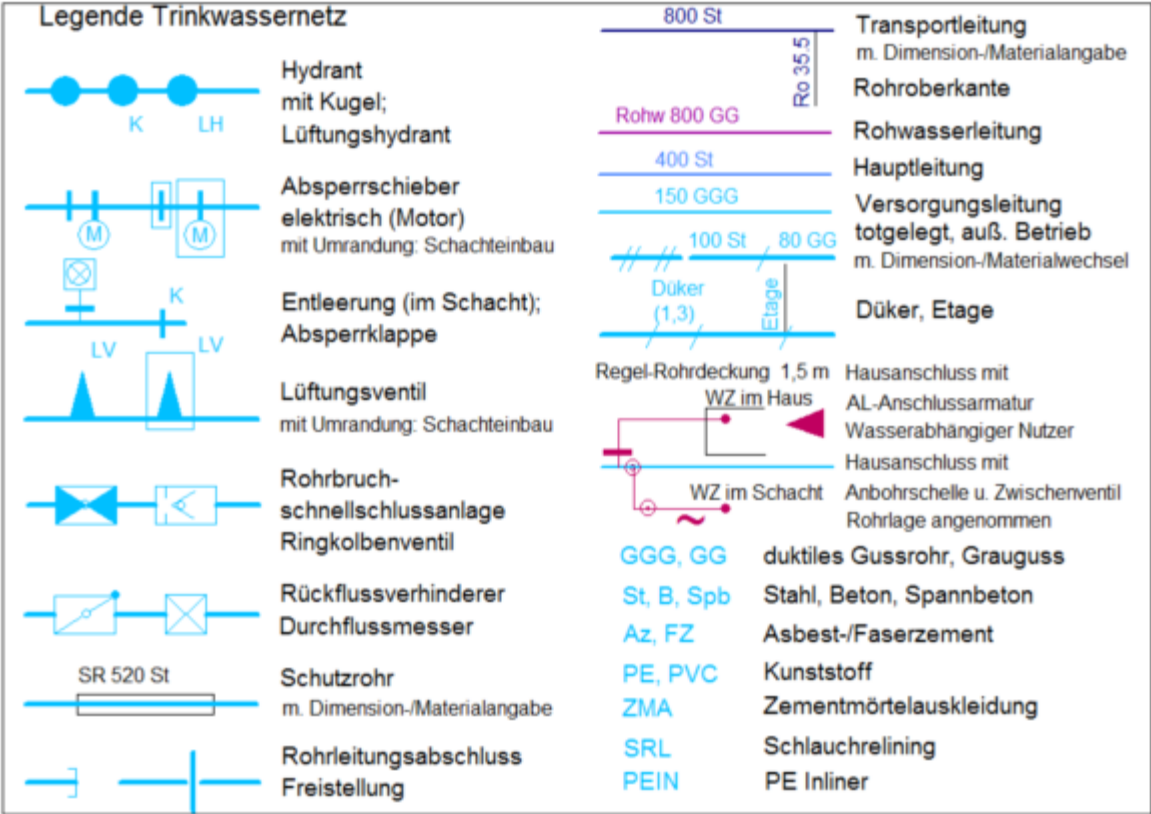 Legende Trinkwassernetz
Hydrant
mit Kugel;
K LH
Lüftungshydrant
Absperrschieber
elektrisch (Motor)
M M
mit Umrandung: Schachteinbau
K
Entleerung (im Schacht);
Absperrklappe
LV LV
Lüftungsventil
mit Umrandung: Schachteinbau
Rohrbruch-
schnellschlussanlage
Ringkolbenventil
Rückflussverhinderer
Durchflussmesser
SR 520 St
Schutzrohr
m. Dimension-/Materialangabe
Rohrleitungsabschluss
Freistellung
800 St
Transportleitung
m. Dimension-/Materialangabe
Ro 35.5
Rohroberkante
Rohw 800 GG
Rohwasserleitung
400 St
Hauptleitung
150 GGG
Versorgungsleitung
totgelegt, auß. Betrieb
100 St 80 GG
m. Dimension-/Materialwechsel
Düker
(1,3)
Etage
Düker, Etage
Regel-Rohrdeckung 1,5 m
Hausanschluss mit
WZ im Haus
AL-Anschlussarmatur
Wasserabhängiger Nutzer
Hausanschluss mit
WZ im Schacht
Anbohrschelle u. Zwischenventil
Rohrlage angenommen
GGG, GG duktiles Gussrohr, Grauguss
St, B, Spb Stahl, Beton, Spannbeton
Az, FZ Asbest-/Faserzement
PE, PVC Kunststoff
ZMA Zementmörtelauskleidung
SRL Schlauchrelining
PEIN PE Inliner